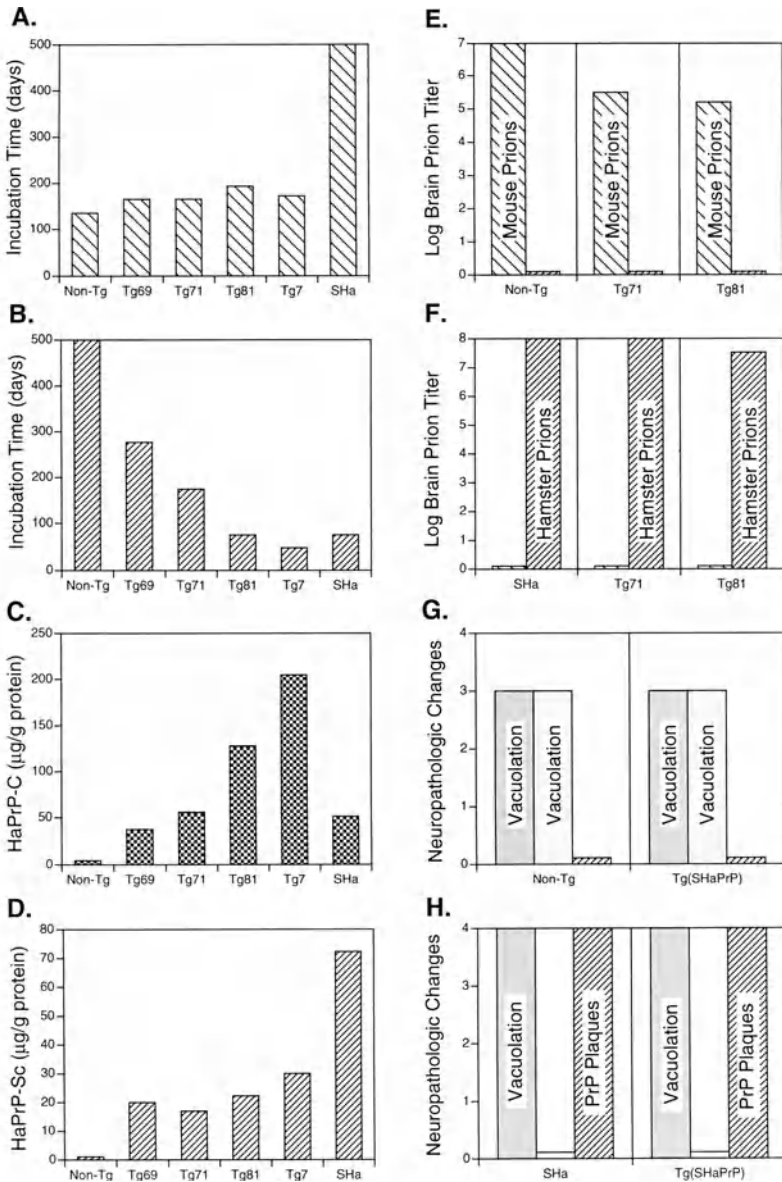 A.
Incubation Time (days)
500
400
300
200
100
0
Non-Tg Tg69 Tg71 Tg81 Tg7 SHa
B.
Incubation Time (days)
500
400
300
200
100
0
Non-Tg Tg69 Tg71 Tg81 Tg7 SHa
C.
HaPrP-C (µg/g protein)
250
200
150
100
50
0
Non-Tg Tg69 Tg71 Tg81 Tg7 SHa
D.
HaPrP-Sc (µg/g protein)
80
70
60
50
40
30
20
10
0
Non-Tg Tg69 Tg71 Tg81 Tg7 SHa
E.
Log Brain Prion Titer
7
6
5
4
3
2
1
0
Mouse Prions
Mouse Prions
Mouse Prions
Non-Tg Tg71 Tg81
F.
Log Brain Prion Titer
8
7
6
5
4
3
2
1
0
Hamster Prions
Hamster Prions
Hamster Prions
SHa Tg71 Tg81
G.
Neuropathologic Changes
4
3
2
1
0
Vacuolation
Vacuolation
Vacuolation
Vacuolation
Non-Tg Tg(SHaPrP)
H.
Neuropathologic Changes
4
3
2
1
0
Vacuolation
PrP Plaques
Vacuolation
PrP Plaques
SHa Tg(SHaPrP)